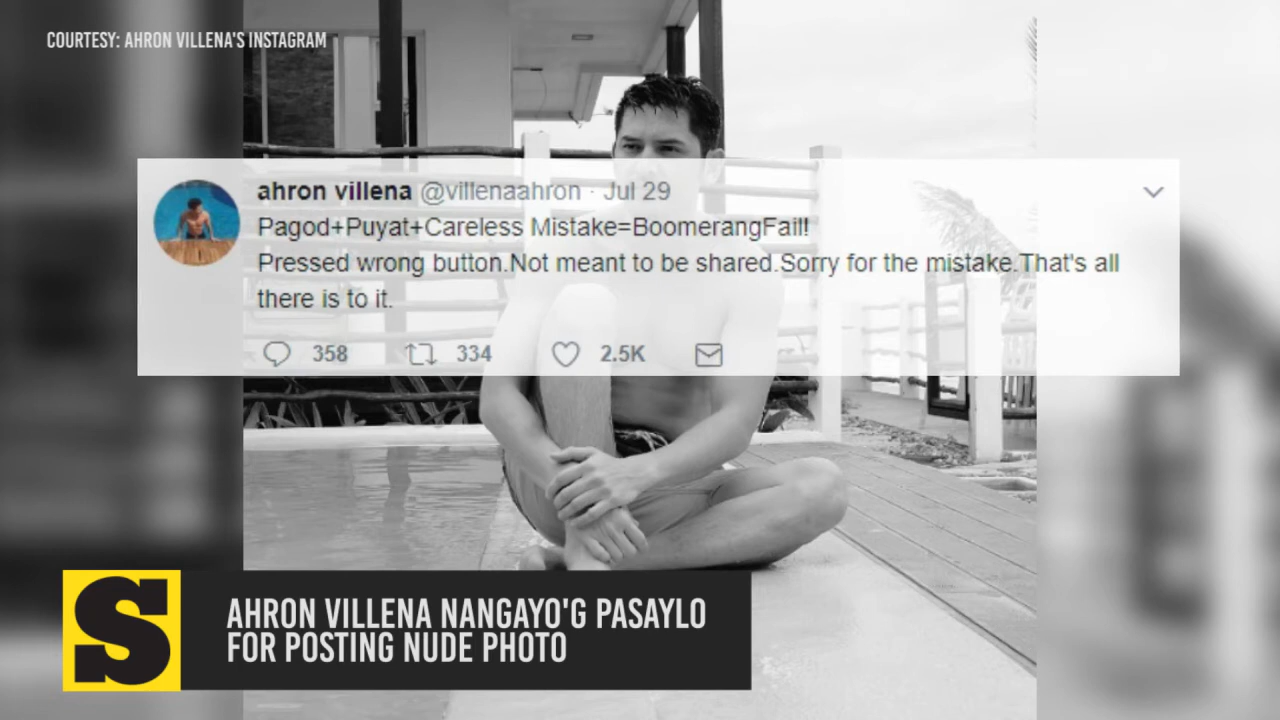 COURTESY: AHRON VILLENA'S INSTAGRAM
ahron villena @villenaahron · Jul 29
Pagod+Puyat+Careless Mistake=BoomerangFail!
Pressed wrong button.Not meant to be shared.Sorry for the mistake.That's all
there is to it.
358 334 2.5K
S
AHRON VILLENA NANGAYO'G PASAYLO
FOR POSTING NUDE PHOTO